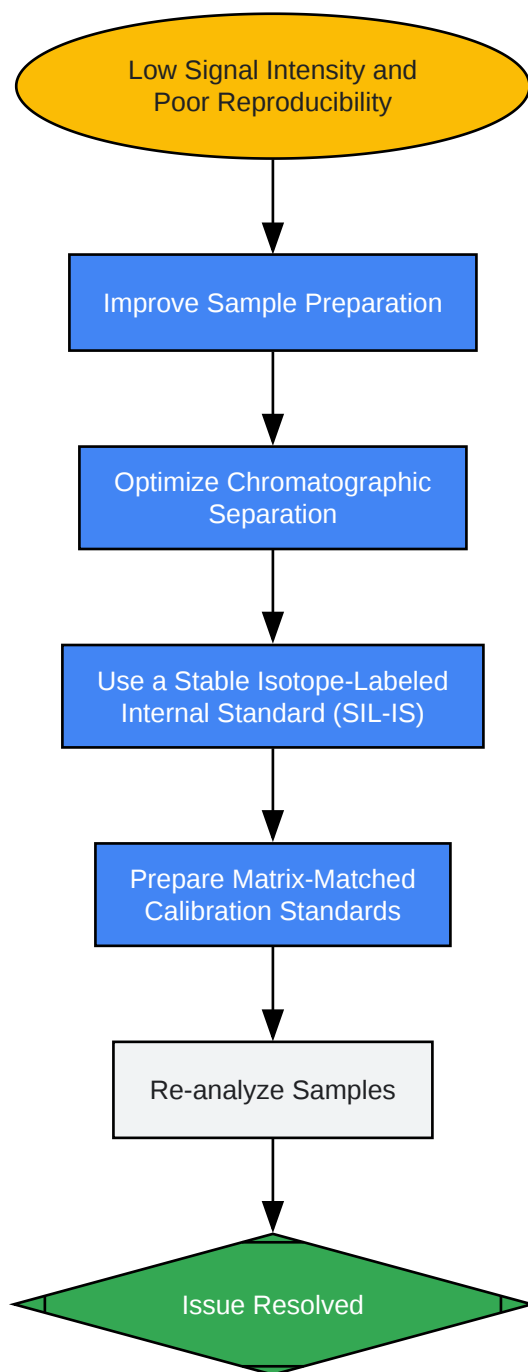 Low Signal Intensity and
Poor Reproducibility
Improve Sample Preparation
Optimize Chromatographic
Separation
Use a Stable Isotope-Labeled
Internal Standard (SIL-IS)
Prepare Matrix-Matched
Calibration Standards
Re-analyze Samples
Issue Resolved